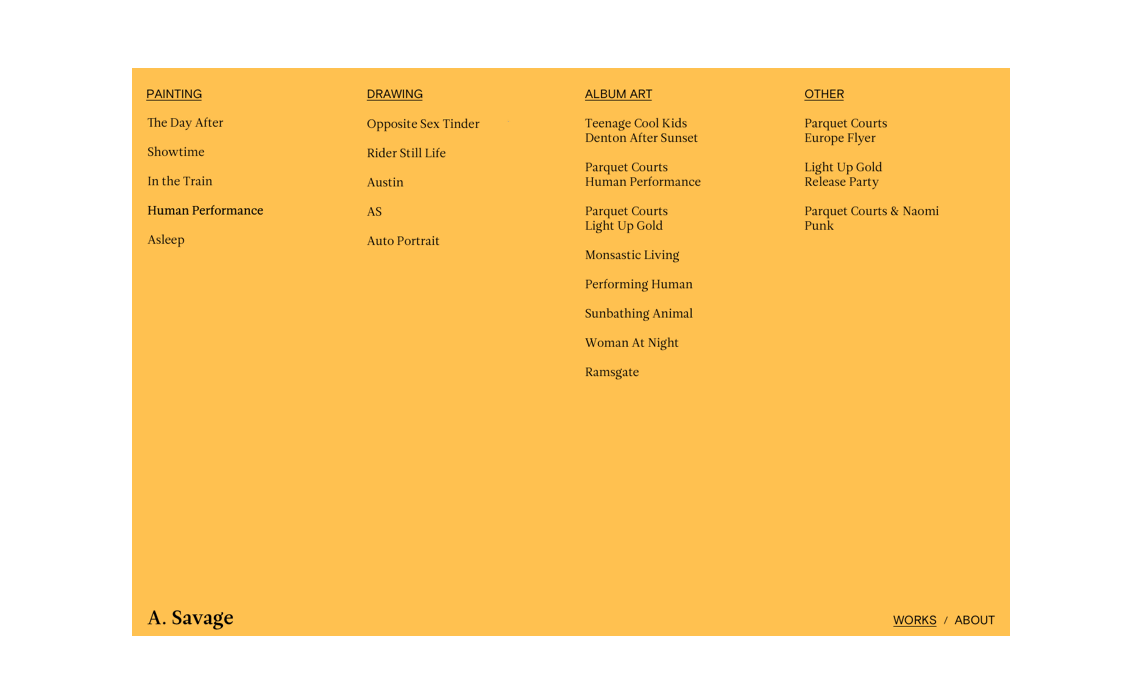 PAINTING
The Day After
Showtime
In the Train
Human Performance
Asleep
DRAWING
Opposite Sex Tinder
Rider Still Life
Austin
AS
Auto Portrait
ALBUM ART
Teenage Cool Kids
Denton After Sunset
Parquet Courts
Human Performance
Parquet Courts
Light Up Gold
Monsastic Living
Performing Human
Sunbathing Animal
Woman At Night
Ramsgate
OTHER
Parquet Courts
Europe Flyer
Light Up Gold
Release Party
Parquet Courts & Naomi
Punk
A. Savage
WORKS / ABOUT